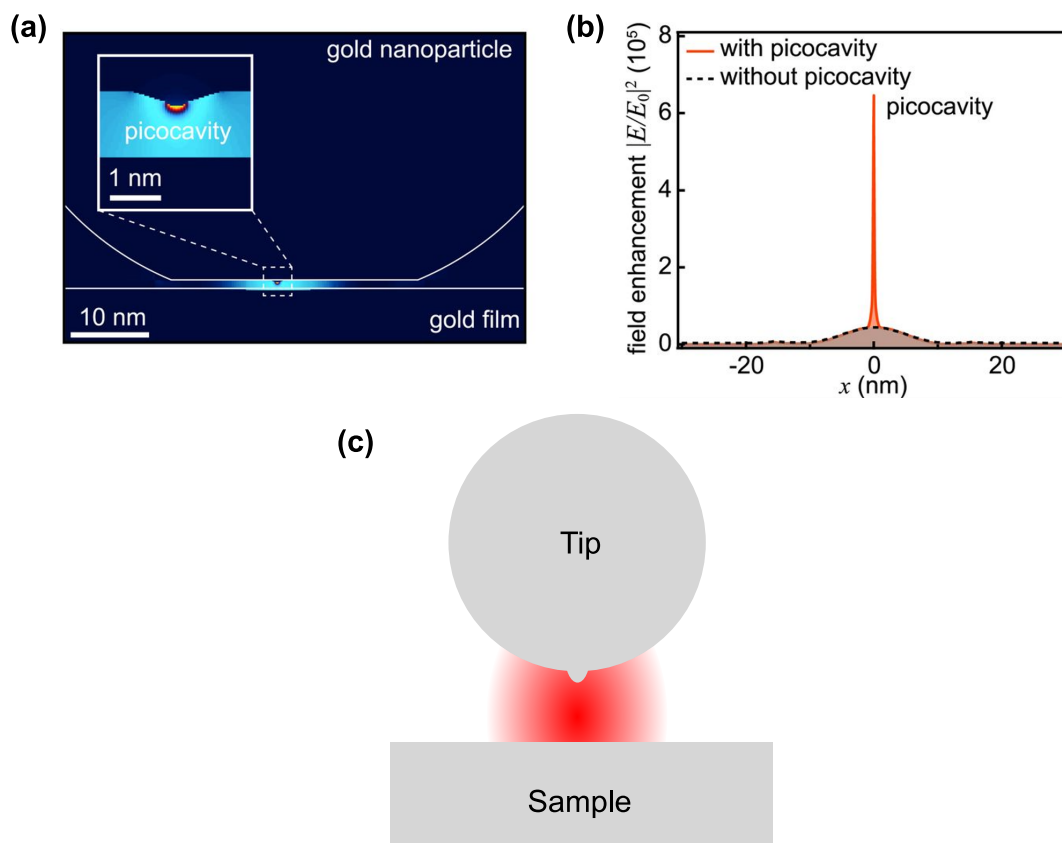 (a)
gold nanoparticle
picocavity
1 nm
10 nm
gold film
(b)
field enhancement |E/E₀|² (10⁵)
8
6
4
2
0
with picocavity
without picocavity
picocavity
-20
0
20
x (nm)
(c)
Tip
Sample